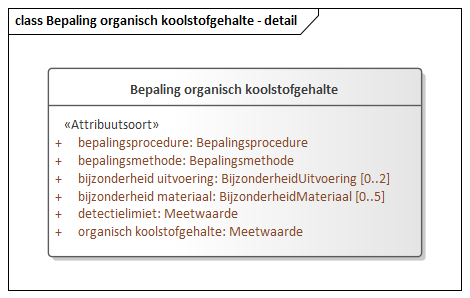 class Bepaling organisch koolstofgehalte - detail
Bepaling organisch koolstofgehalte
«Attribuutsoort»
+ bepalingsprocedure: Bepalingsprocedure
+ bepalingsmethode: Bepalingsmethode
+ bijzonderheid uitvoering: BijzonderheidUitvoering [0..2]
+ bijzonderheid materiaal: BijzonderheidMateriaal [0..5]
+ detectielimiet: Meetwaarde
+ organisch koolstofgehalte: Meetwaarde